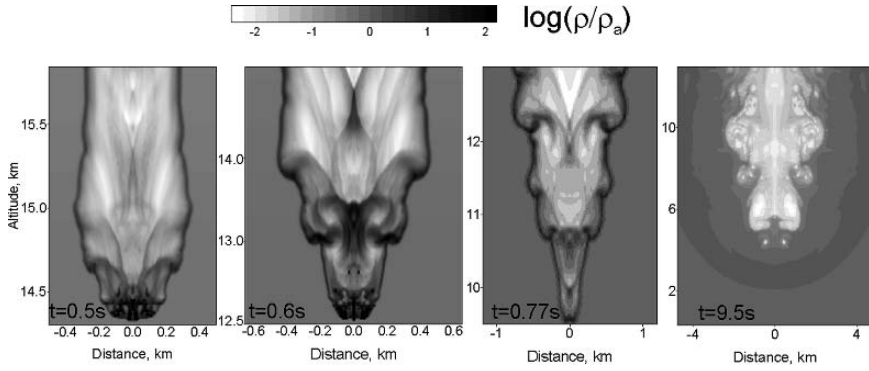 log(ρ/ρa)
-2 -1 0 1 2
Altitude, km
15.5
15.0
14.5
t=0.5s
-0.4 -0.2 0.0 0.2 0.4
Distance, km
14.0
13.0
12.5
t=0.6s
-0.6 -0.4 -0.2 0.0 0.2 0.4 0.6
Distance, km
12
11
10
t=0.77s
-1 0 1
Distance, km
10
6
2
t=9.5s
-4 0 4
Distance, km